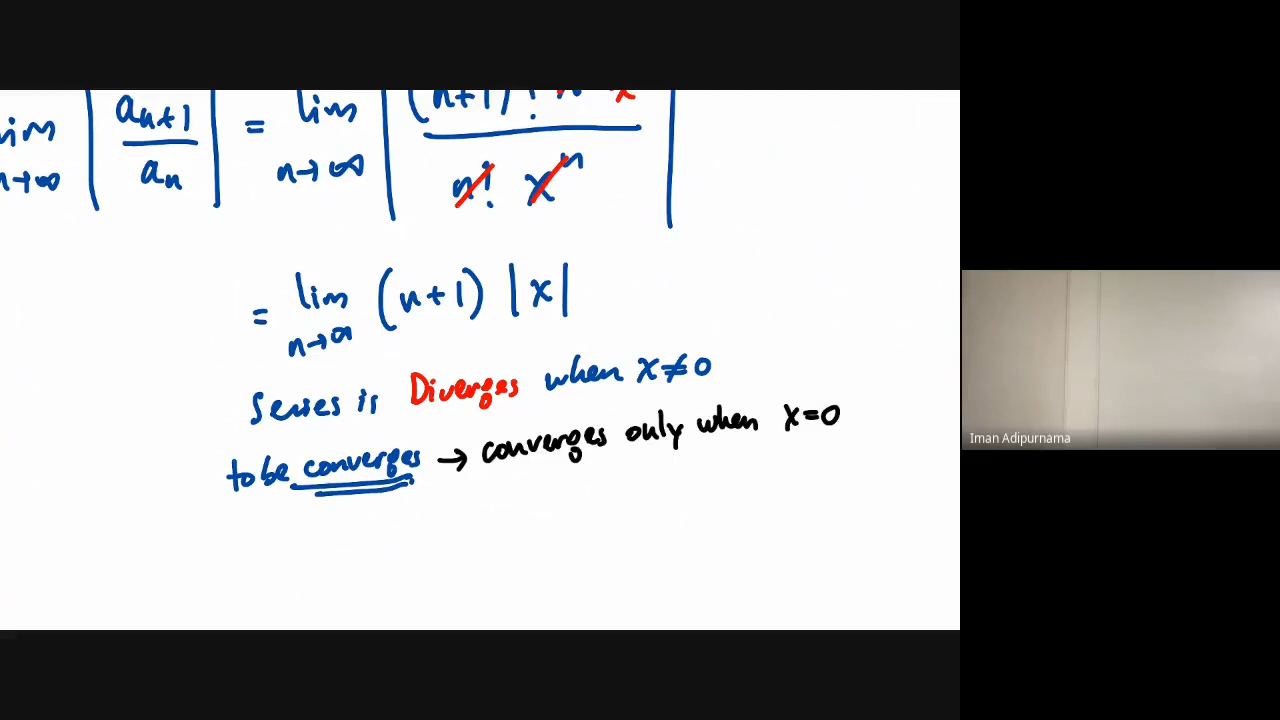 lim n→∞ | a_{n+1} / a_n | = lim n→∞ | (n+1)! x / n! x^n |
= lim n→∞ (n+1) |x|
Series is Diverges when x≠0
to be converges → converges only when x=0
Iman Adipurnama